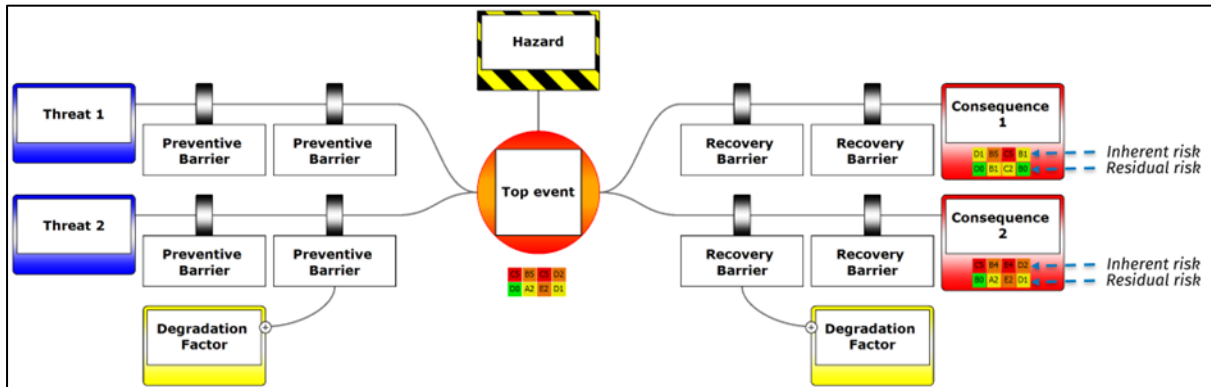 Hazard
Threat 1
Preventive
Barrier
Preventive
Barrier
Recovery
Barrier
Recovery
Barrier
Consequence
1
D1 B5 C5 B1
Inherent risk
D0 B1 C2 B0
Residual risk
Top event
Threat 2
Preventive
Barrier
Preventive
Barrier
Recovery
Barrier
Recovery
Barrier
Consequence
2
C5 B4 E4 D2
Inherent risk
B0 A2 E2 D1
Residual risk
C5 B5 C5 D2
D0 A2 E2 D1
Degradation
Factor
Degradation
Factor